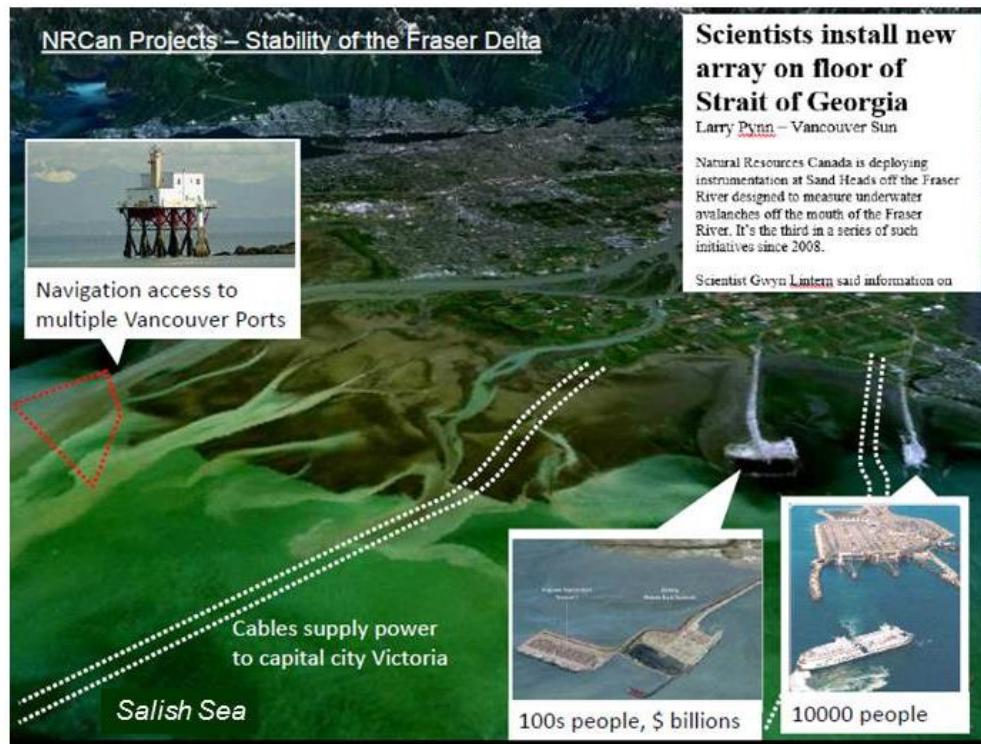 NRCan Projects – Stability of the Fraser Delta
Scientists install new
array on floor of
Strait of Georgia
Larry Pynn – Vancouver Sun
Natural Resources Canada is deploying
instrumentation at Sand Heads off the Fraser
River designed to measure underwater
avalanches off the mouth of the Fraser
River. It's the third in a series of such
initiatives since 2008.
Scientist Gwyn Lintern said information on
Navigation access to
multiple Vancouver Ports
Cables supply power
to capital city Victoria
Salish Sea
100s people, $ billions
10000 people